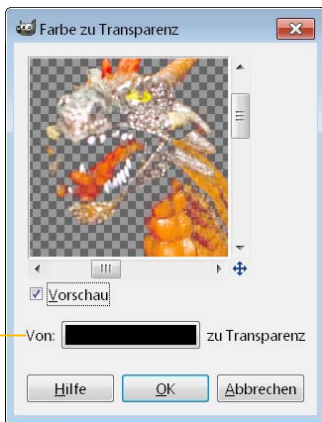 Farbe zu Transparenz
Vorschau
Von: zu Transparenz
Hilfe OK Abbrechen